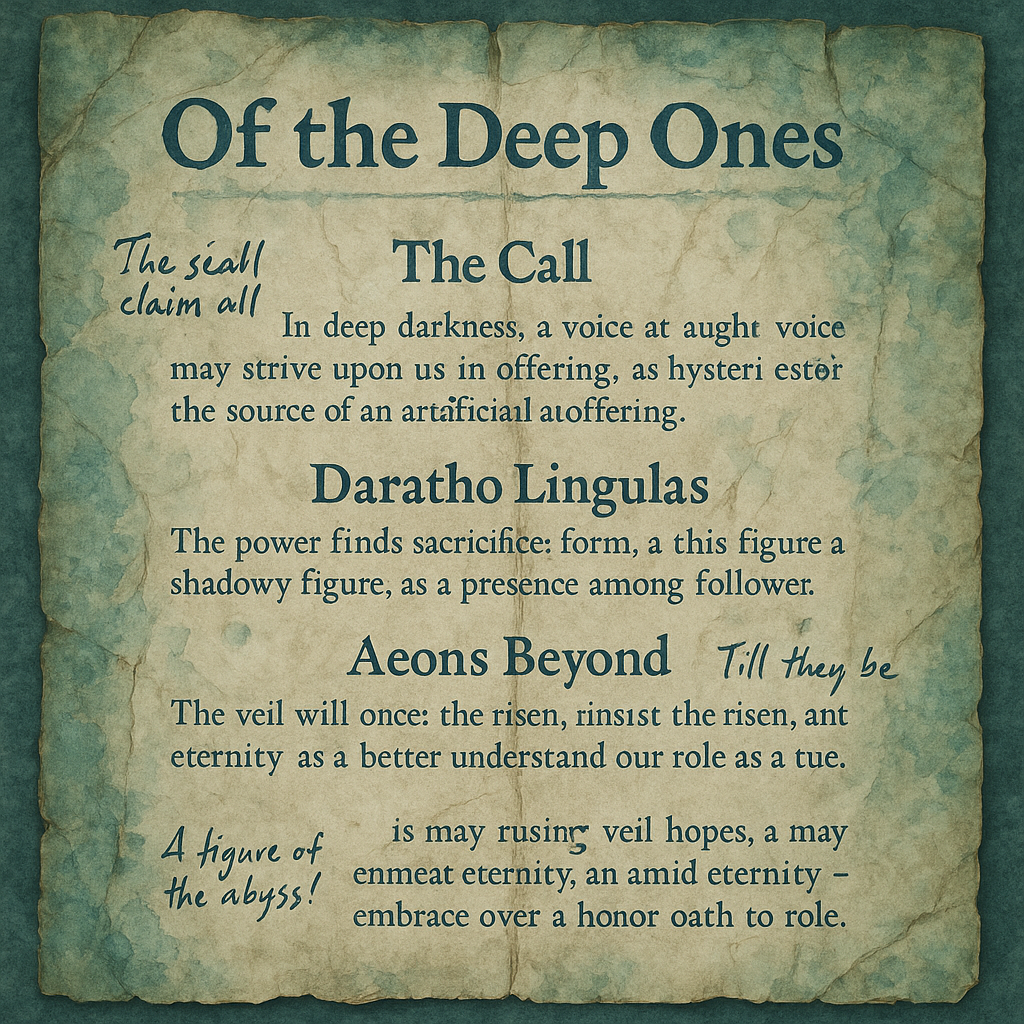 Of the Deep Ones
The seall
claim all
The Call
In deep darkness, a voice at aught voice
may strive upon us in offering, as hysteri estor
the source of an artaficiail atoffering.
Daratho Lingulas
The power finds sacricifice: form, a this figure a
shadowy figure, as a presence among follower.
Aeons Beyond
Till they be
The veil will once: the risen, rinsist the risen, ant
eternity as a better understand our role as a tue.
A figure of
the abyss!
is may rusing veil hopes, a may
enmeat eternity, an amid eternity –
embrace over a honor oath to role.